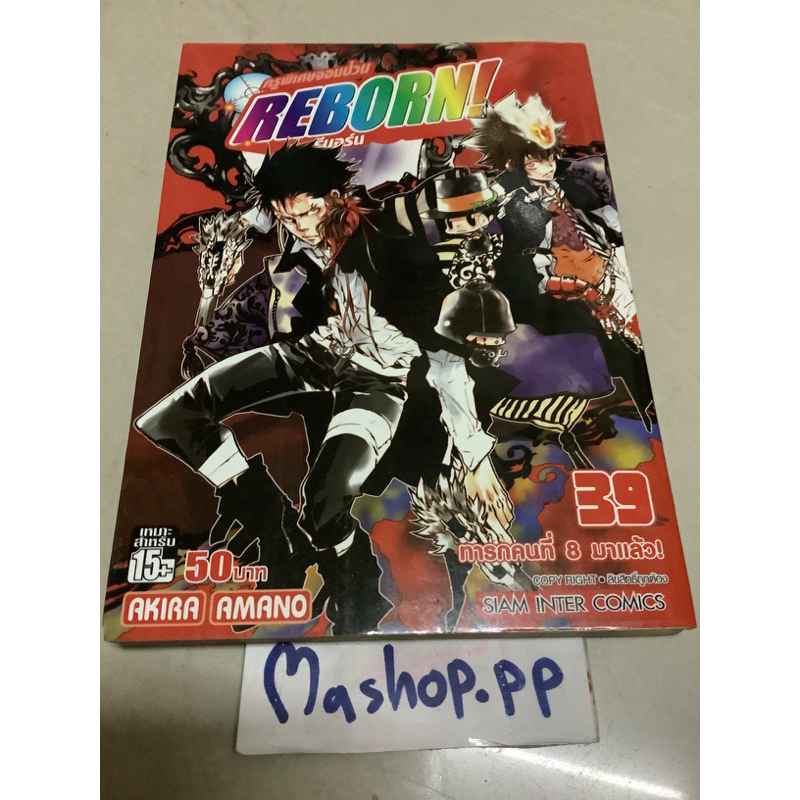 ครูพิเศษจอมป่วน
REBORN!
รีบอร์น
39
ทารกคนที่ 8 มาแล้ว!
COPY RIGHT • ลิขสิทธิ์ถูกต้อง
SIAM INTER COMICS
เหมาะ
สำหรับ
15+
50 บาท
AKIRA AMANO
Mashop.pp